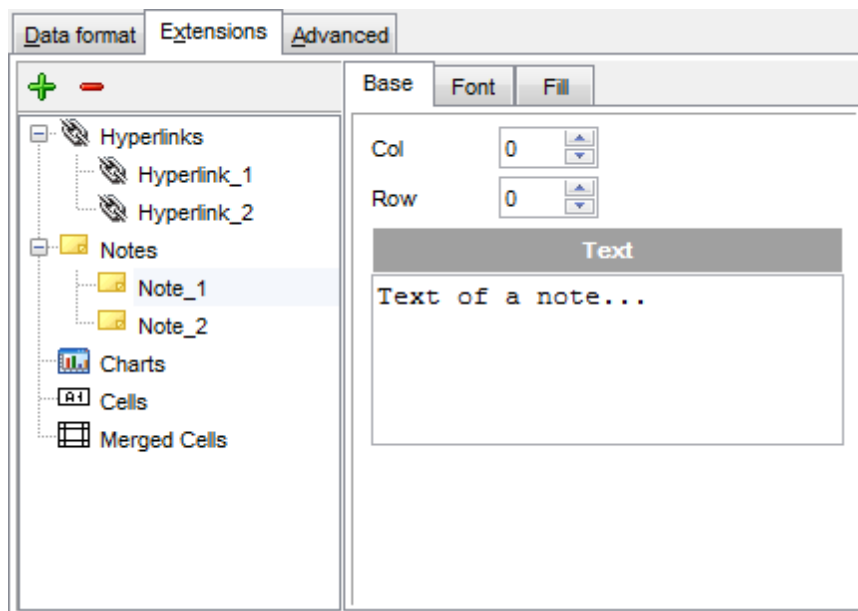 Data format Extensions Advanced
Base Font Fill
Hyperlinks
Hyperlink_1
Hyperlink_2
Notes
Note_1
Note_2
Charts
A1 Cells
Merged Cells
Col 0
Row 0
Text
Text of a note...